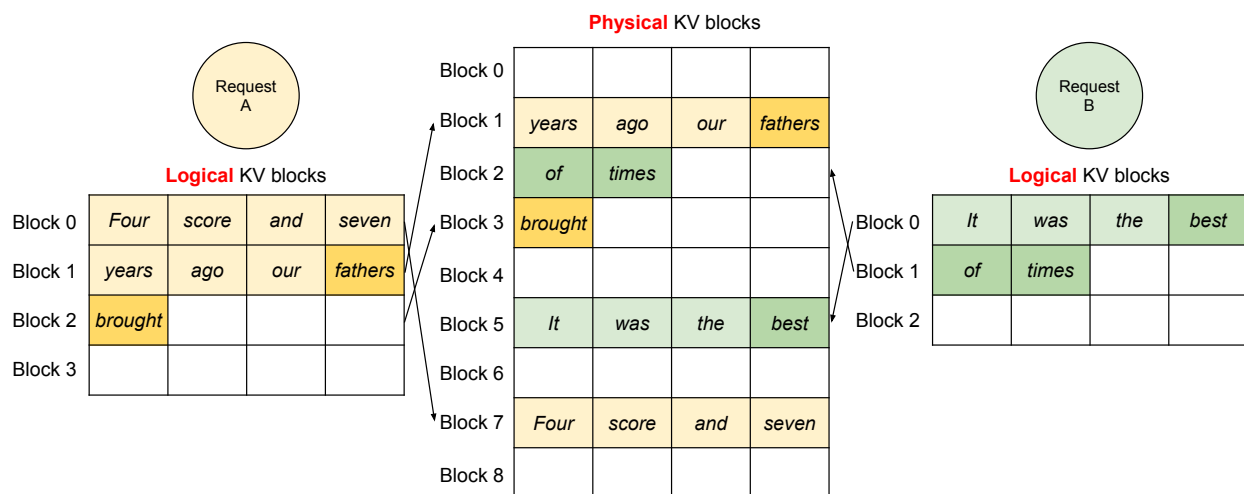 Physical KV blocks
Request
A
Request
B
Logical KV blocks
Block 0 Four score and seven
Block 1 years ago our fathers
Block 2 brought
Block 3
Block 0
Block 1 years ago our fathers
Block 2 of times
Block 3 brought
Block 4
Block 5 It was the best
Block 6
Block 7 Four score and seven
Block 8
Logical KV blocks
Block 0 It was the best
Block 1 of times
Block 2